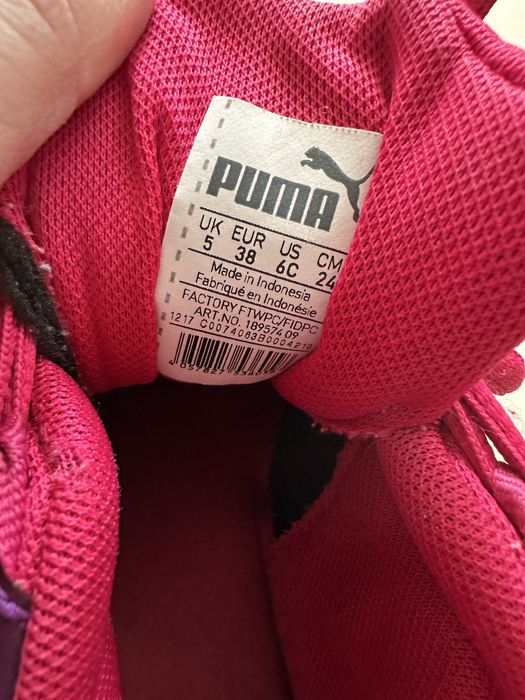 PUMA
UK EUR US CM
5 38 6C 24
Made in Indonesia
Fabriqué en Indonésie
FACTORY FTWPC/FIDPC
ART.NO. 189574 09
1217